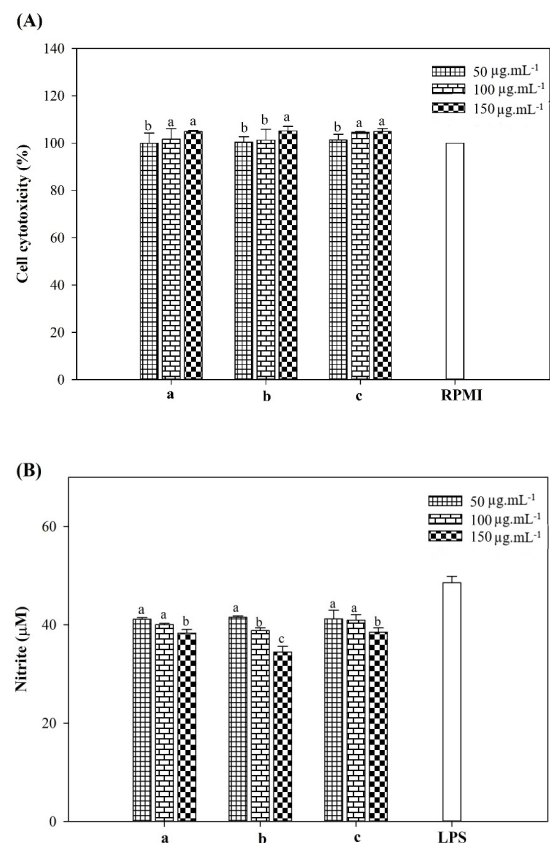 (A)
140
50 µg.mL-1
100 µg.mL-1
150 µg.mL-1
120
b a a b a a b a a
100
80
60
40
20
0
Cell cytotoxicity (%)
a b c RPMI
(B)
50 µg.mL-1
100 µg.mL-1
150 µg.mL-1
60
a a b a b c a a b
40
20
0
Nitrite (µM)
a b c LPS